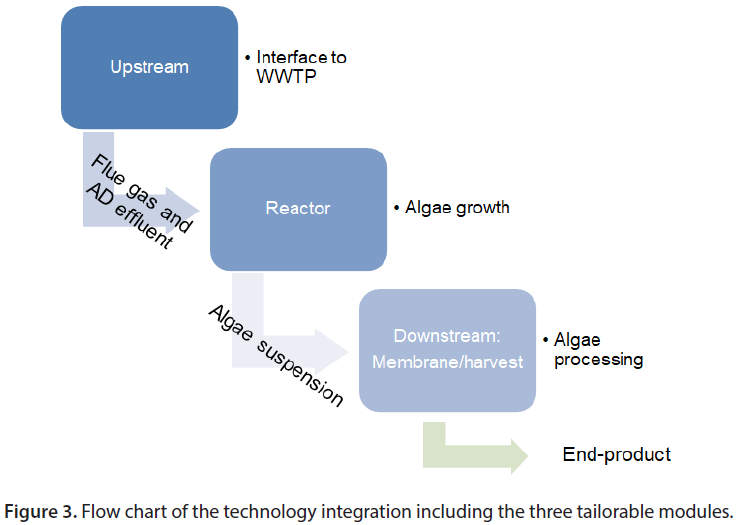 Upstream
• Interface to
WWTP
Flue gas and
AD effluent
Reactor
• Algae growth
Algae suspension
Downstream:
Membrane/harvest
• Algae
processing
End-product
Figure 3. Flow chart of the technology integration including the three tailorable modules.